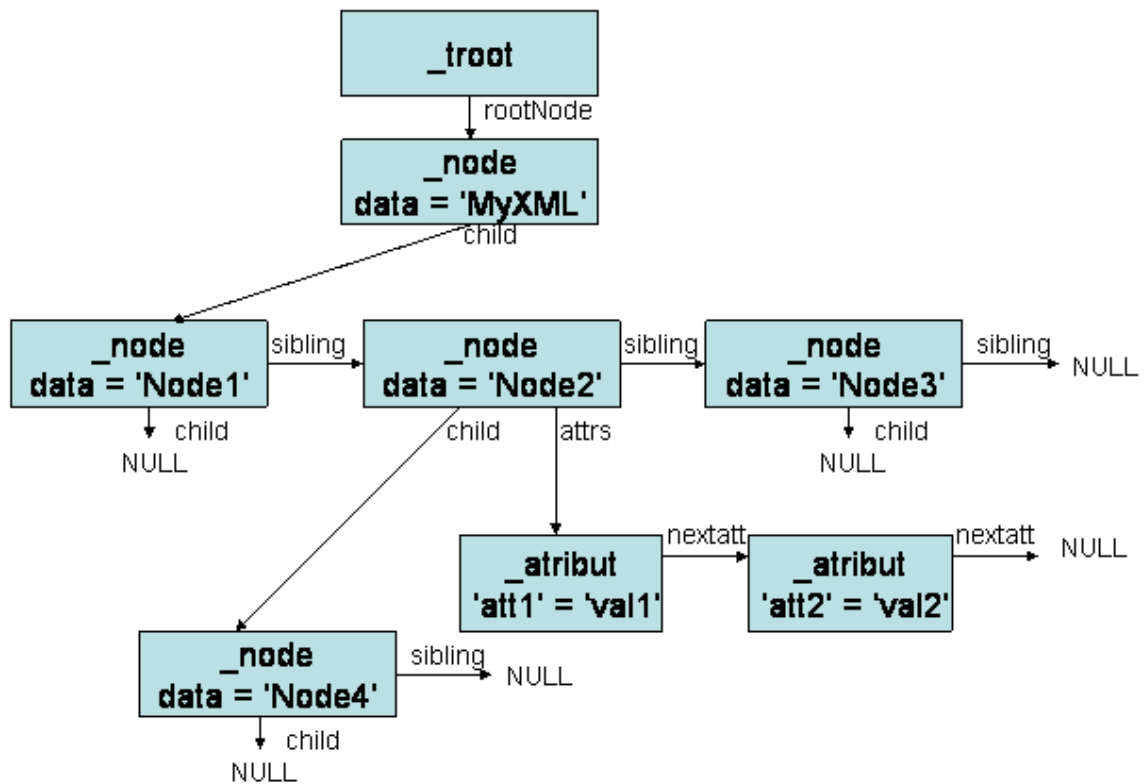 _troot
rootNode
_node
data = 'MyXML'
child
_node
data = 'Node1'
sibling
_node
data = 'Node2'
sibling
_node
data = 'Node3'
sibling
NULL
child
NULL
child
attrs
child
NULL
_atribut
'att1' = 'val1'
nextatt
_atribut
'att2' = 'val2'
nextatt
NULL
_node
data = 'Node4'
sibling
NULL
child
NULL